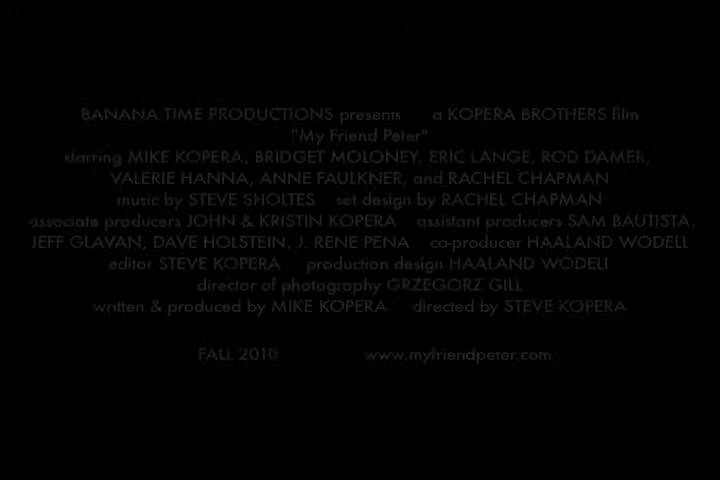 BANANA TIME PRODUCTIONS presents a KOPERA BROTHERS film
"My Friend Peter"
starring MIKE KOPERA, BRIDGET MOLONEY, ERIC LANGE, ROD DAMER,
VALERIE HANNA, ANNE FAULKNER, and RACHEL CHAPMAN
music by STEVE SHOLTES set design by RACHEL CHAPMAN
associate producers JOHN & KRISTIN KOPERA assistant producers SAM BAUTISTA,
JEFF GLAVAN, DAVE HOLSTEIN, J. RENE PENA co-producer HAALAND WODELL
editor STEVE KOPERA production design HAALAND WODELL
director of photography GRZEGORZ GILL
written & produced by MIKE KOPERA directed by STEVE KOPERA
FALL 2010 www.myfriendpeter.com